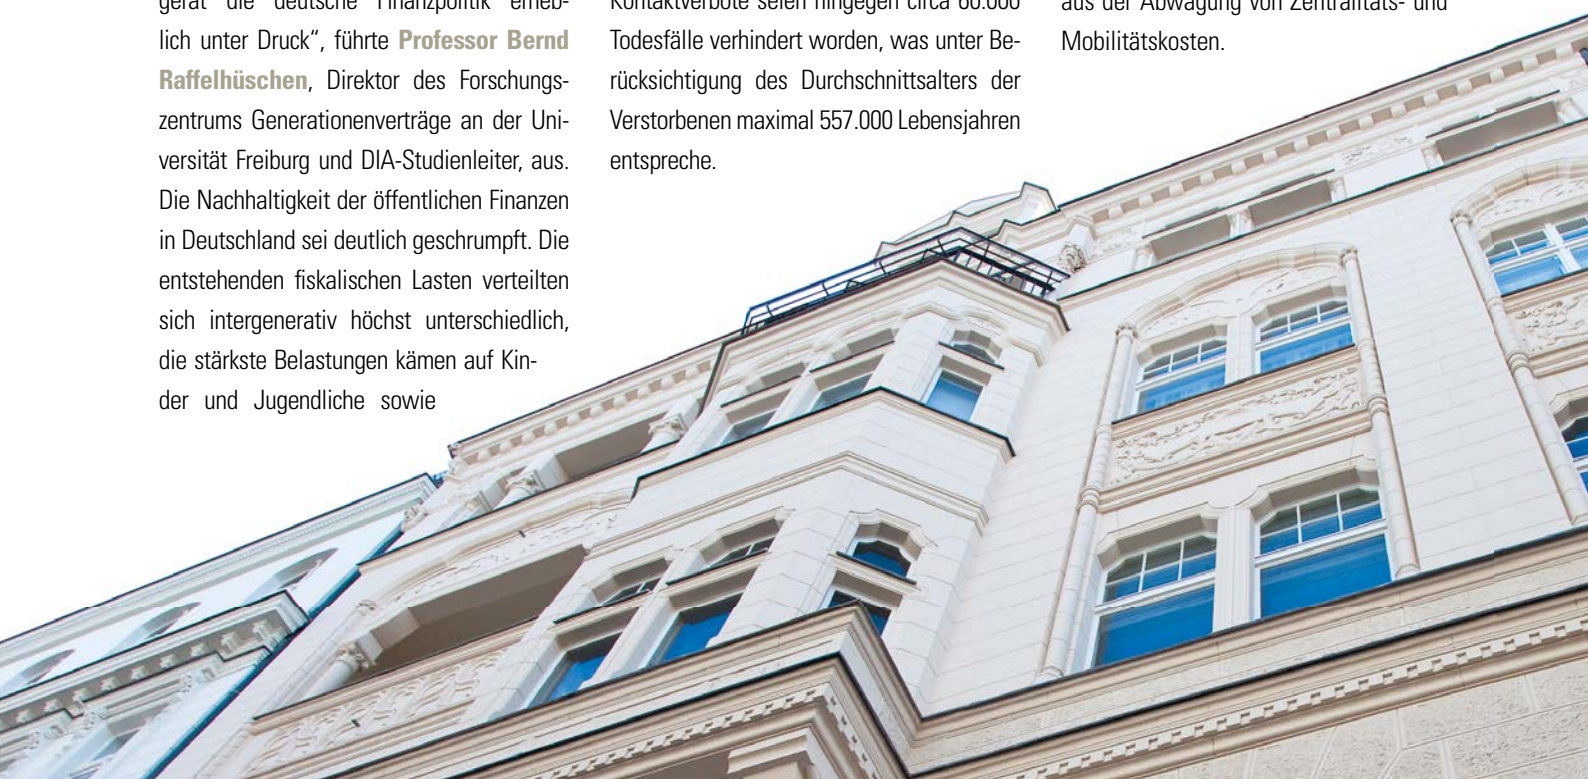 gerät die deutsche Finanzpolitik erheb-
lich unter Druck“, führte Professor Bernd
Raffelhüschen, Direktor des Forschungs-
zentrums Generationenverträge an der Uni-
versität Freiburg und DIA-Studienleiter, aus.
Die Nachhaltigkeit der öffentlichen Finanzen
in Deutschland sei deutlich geschrumpft. Die
entstehenden fiskalischen Lasten verteilten
sich intergenerativ höchst unterschiedlich,
die stärkste Belastungen kämen auf Kin-
der und Jugendliche sowie
Kontaktverbote seien hingegen circa 60.000
Todesfälle verhindert worden, was unter Be-
rücksichtigung des Durchschnittsalters der
Verstorbenen maximal 557.000 Lebensjahren
entspreche.
aus der Abwägung von Zentralitäts- und
Mobilitätskosten.